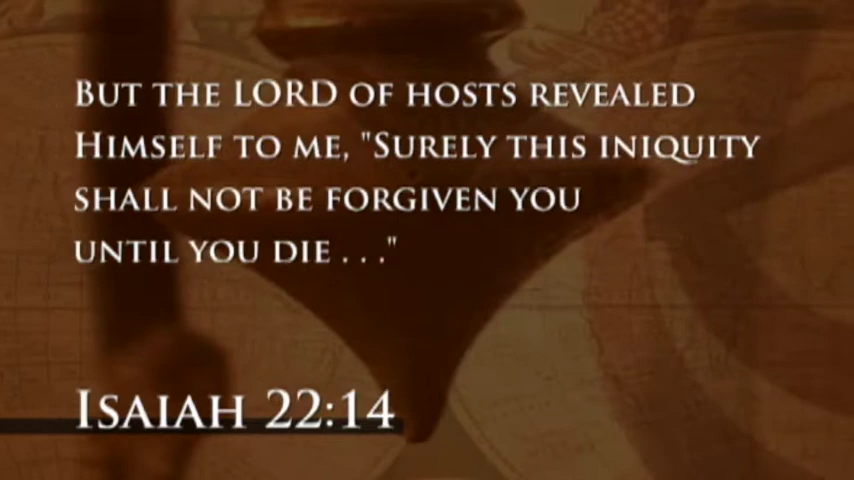 But the LORD of hosts revealed
Himself to me, "Surely this iniquity
shall not be forgiven you
until you die . . ."
Isaiah 22:14